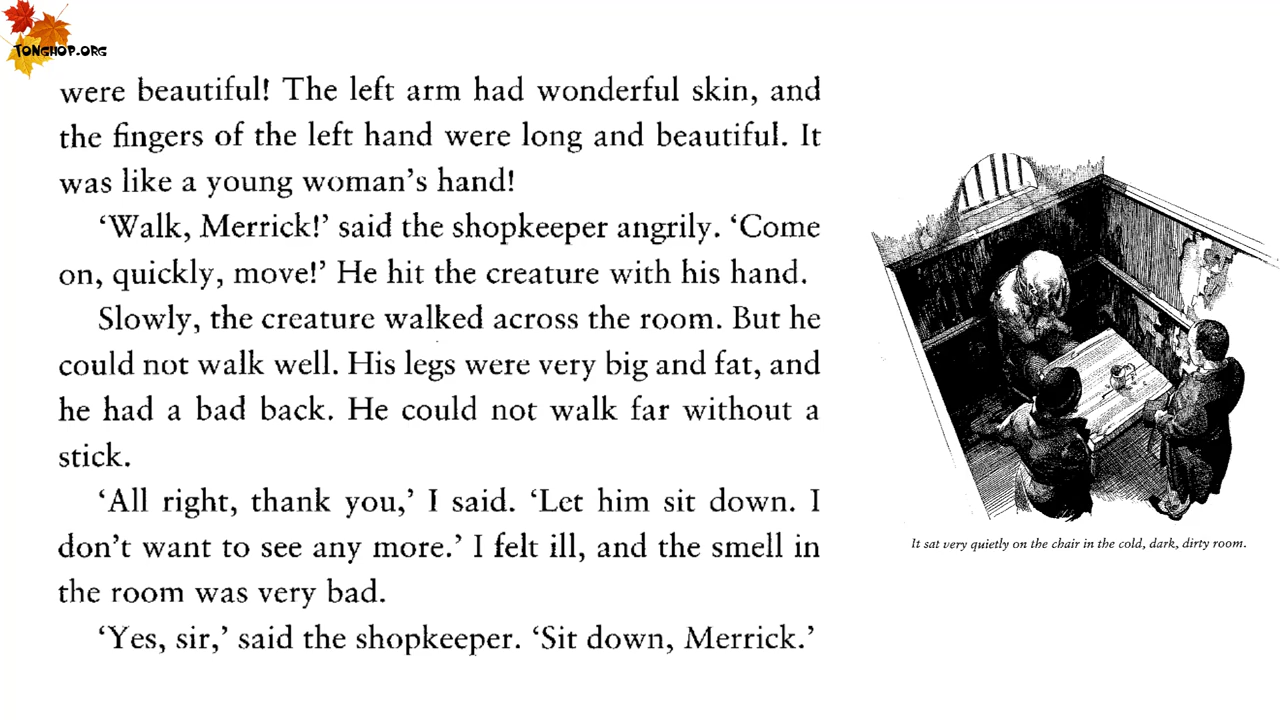 TONGHOP.ORG
were beautiful! The left arm had wonderful skin, and
the fingers of the left hand were long and beautiful. It
was like a young woman’s hand!
‘Walk, Merrick!’ said the shopkeeper angrily. ‘Come
on, quickly, move!’ He hit the creature with his hand.
Slowly, the creature walked across the room. But he
could not walk well. His legs were very big and fat, and
he had a bad back. He could not walk far without a
stick.
‘All right, thank you,’ I said. ‘Let him sit down. I
don’t want to see any more.’ I felt ill, and the smell in
the room was very bad.
‘Yes, sir,’ said the shopkeeper. ‘Sit down, Merrick.’
It sat very quietly on the chair in the cold, dark, dirty room.